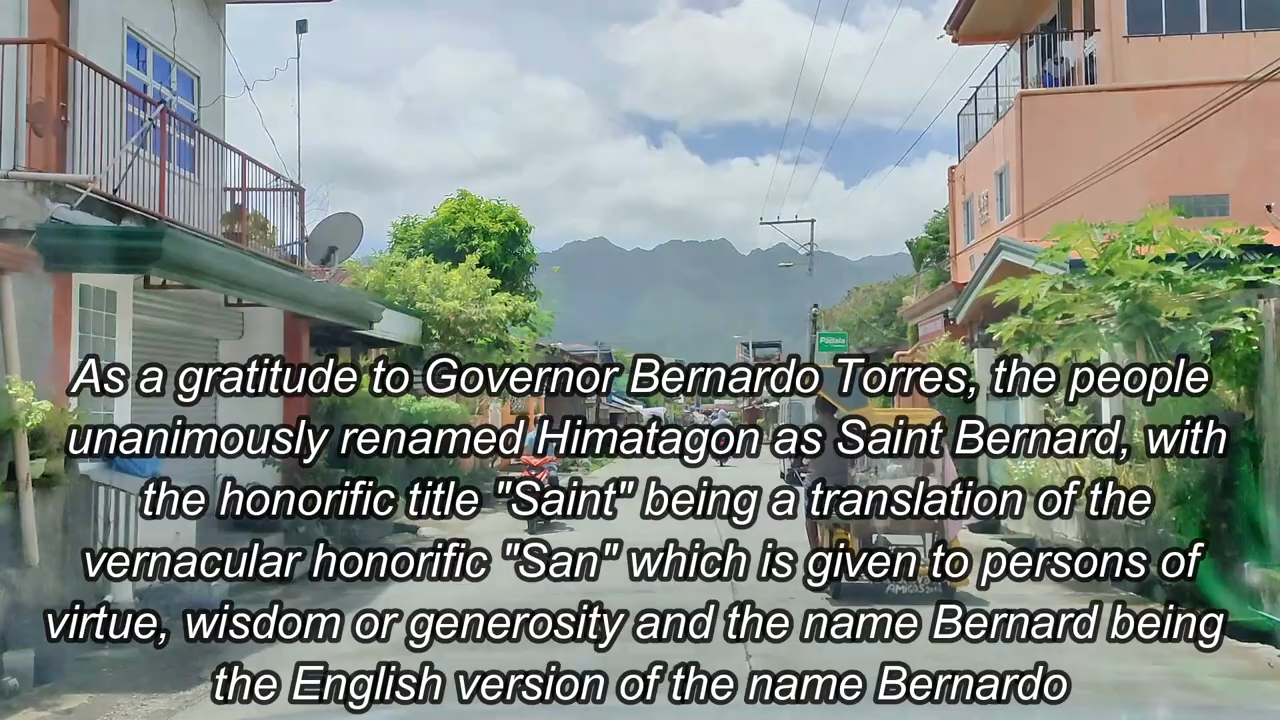 Padala
As a gratitude to Governor Bernardo Torres, the people
unanimously renamed Himatagon as Saint Bernard, with
the honorific title "Saint" being a translation of the
vernacular honorific "San" which is given to persons of
AMIGASSIN
virtue, wisdom or generosity and the name Bernard being
the English version of the name Bernardo